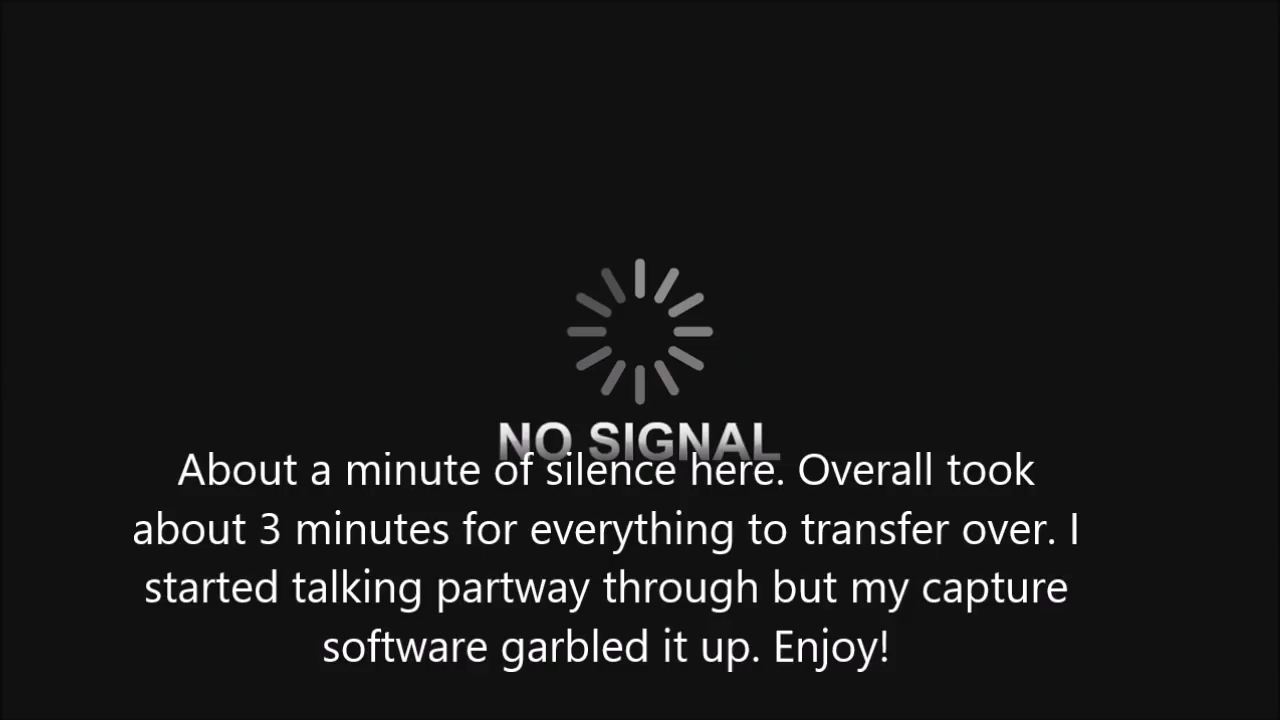 NO SIGNAL
About a minute of silence here. Overall took
about 3 minutes for everything to transfer over. I
started talking partway through but my capture
software garbled it up. Enjoy!